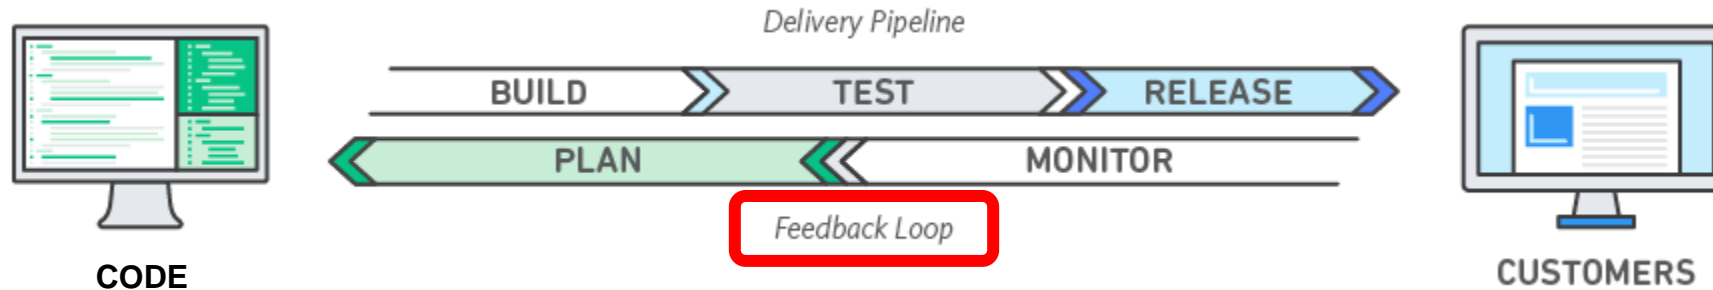 Delivery Pipeline
BUILD TEST RELEASE
PLAN MONITOR
Feedback Loop
CODE
CUSTOMERS